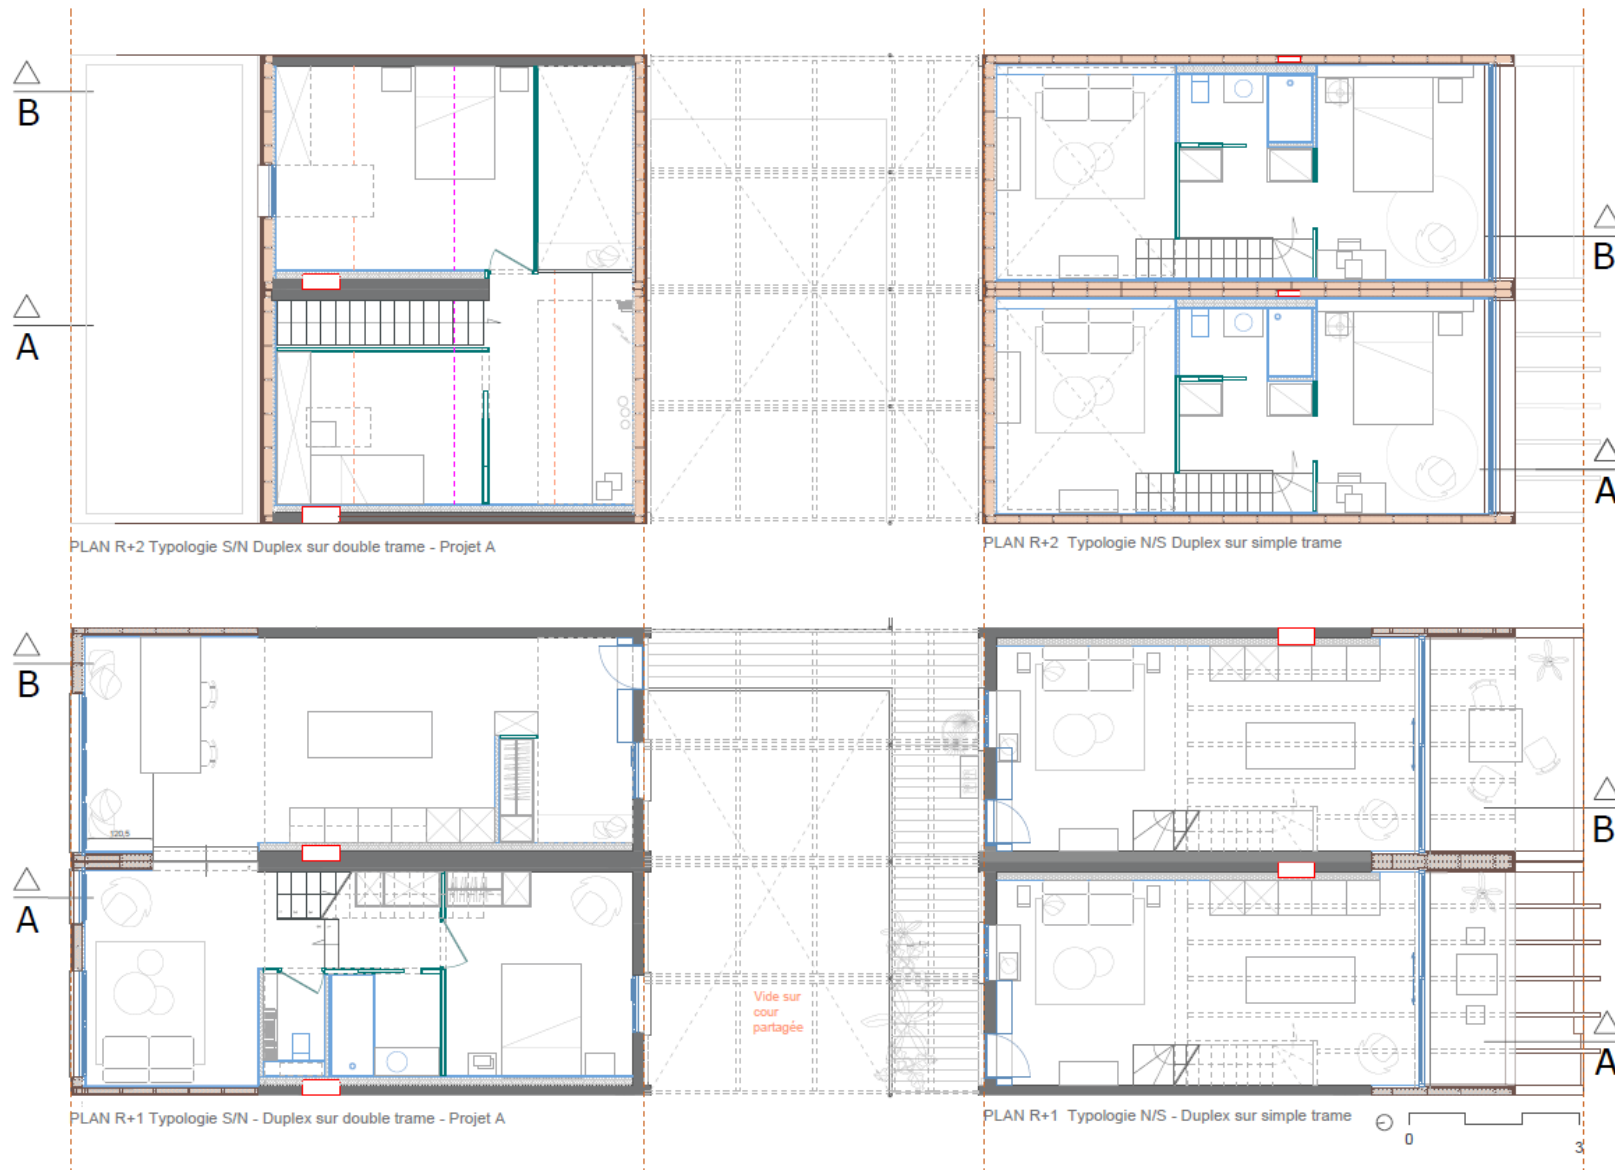 B
B
A
A
PLAN R+2 Typologie S/N Duplex sur double trame - Projet A
PLAN R+2 Typologie N/S Duplex sur simple trame
B
120,5
B
A
Vide sur
cour
partagée
A
PLAN R+1 Typologie S/N - Duplex sur double trame - Projet A
PLAN R+1 Typologie N/S - Duplex sur simple trame
0
3